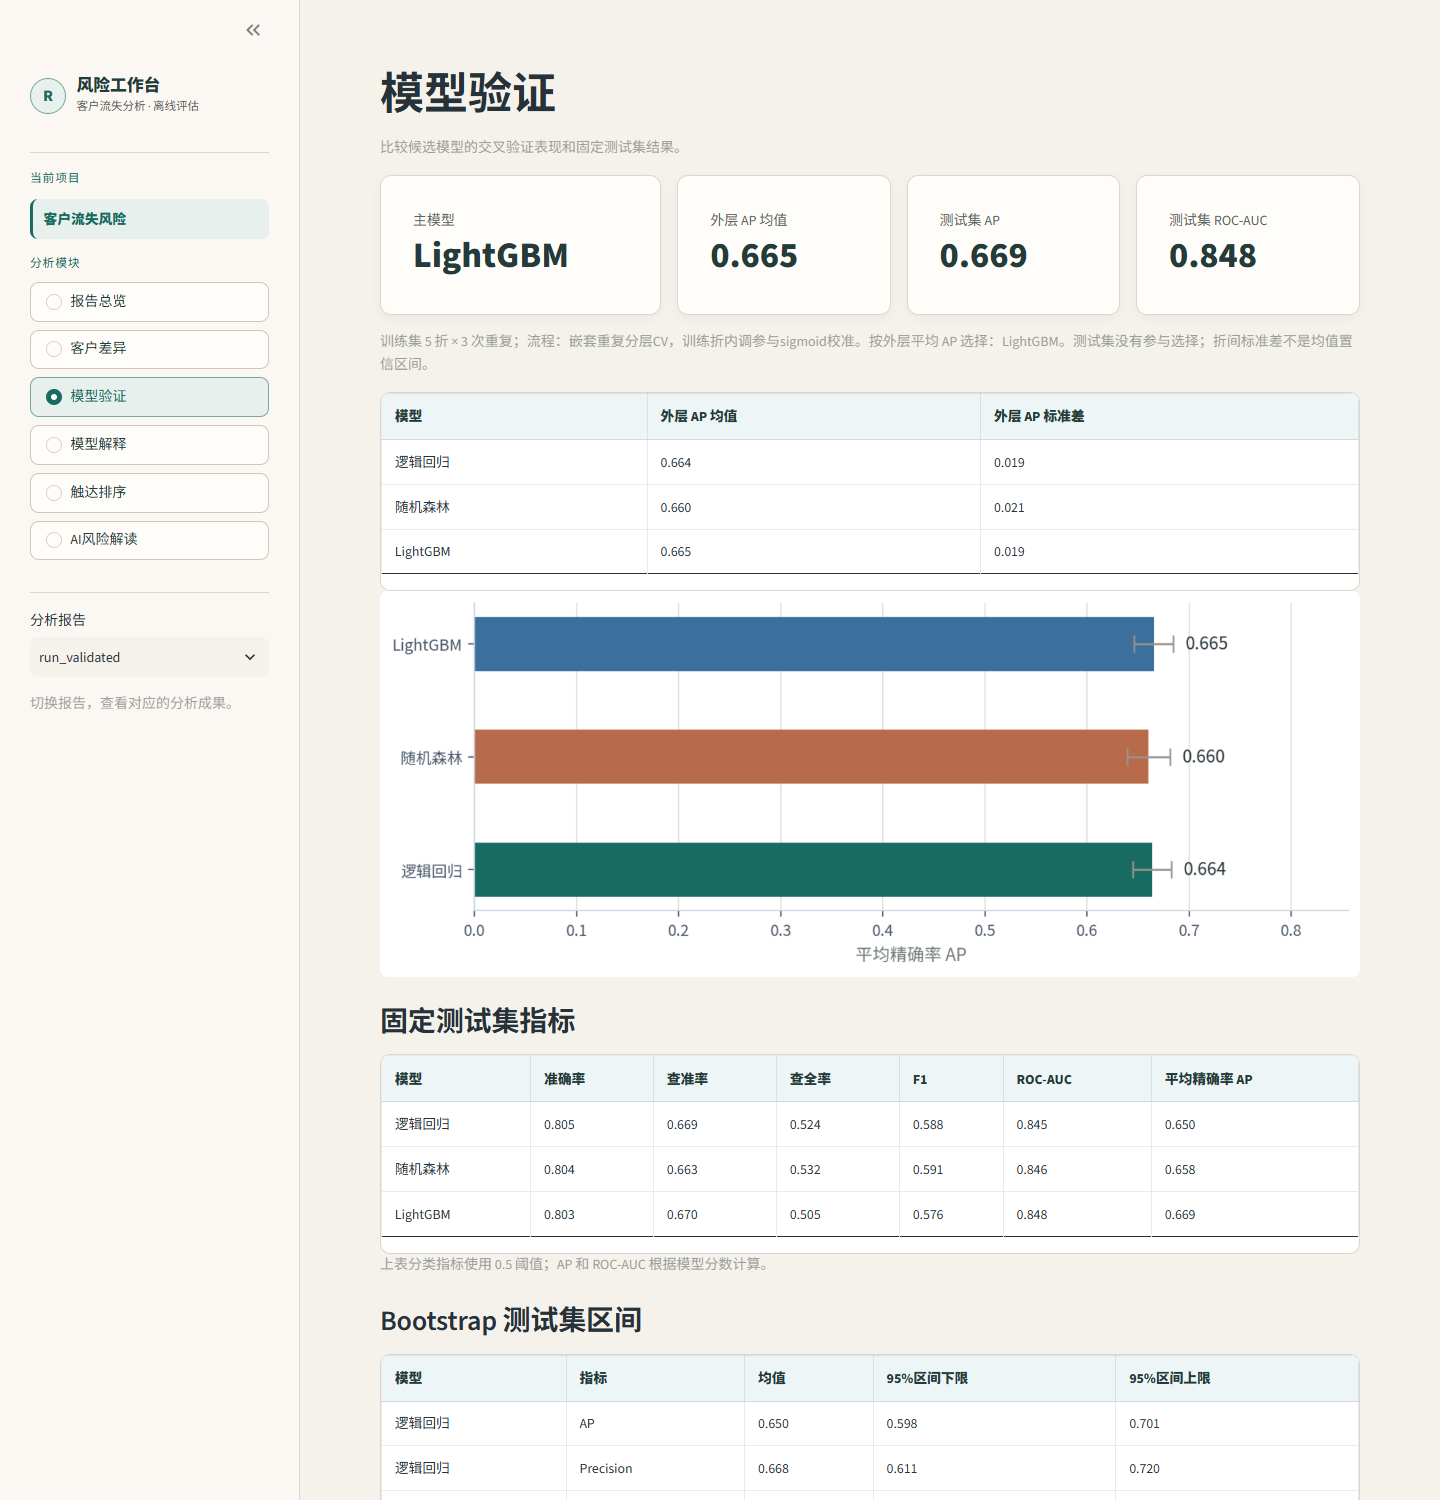 R
风险工作台
客户流失分析 · 离线评估
当前项目
客户流失风险
分析模块
报告总览
客户差异
模型验证
模型解释
触达排序
AI风险解读
分析报告
run_validated
切换报告，查看对应的分析成果。
模型验证
比较候选模型的交叉验证表现和固定测试集结果。
主模型
LightGBM
外层 AP 均值
0.665
测试集 AP
0.669
测试集 ROC-AUC
0.848
训练集 5 折 × 3 次重复；流程：嵌套重复分层CV，训练折内调参与sigmoid校准。按外层平均 AP 选择：LightGBM。测试集没有参与选择；折间标准差不是均值置
信区间。
模型 外层 AP 均值 外层 AP 标准差
逻辑回归 0.664 0.019
随机森林 0.660 0.021
LightGBM 0.665 0.019
LightGBM 0.665
随机森林 0.660
逻辑回归 0.664
0.0 0.1 0.2 0.3 0.4 0.5 0.6 0.7 0.8
平均精确率 AP
固定测试集指标
模型 准确率 查准率 查全率 F1 ROC-AUC 平均精确率 AP
逻辑回归 0.805 0.669 0.524 0.588 0.845 0.650
随机森林 0.804 0.663 0.532 0.591 0.846 0.658
LightGBM 0.803 0.670 0.505 0.576 0.848 0.669
上表分类指标使用 0.5 阈值；AP 和 ROC-AUC 根据模型分数计算。
Bootstrap 测试集区间
模型 指标 均值 95%区间下限 95%区间上限
逻辑回归 AP 0.650 0.598 0.701
逻辑回归 Precision 0.668 0.611 0.720